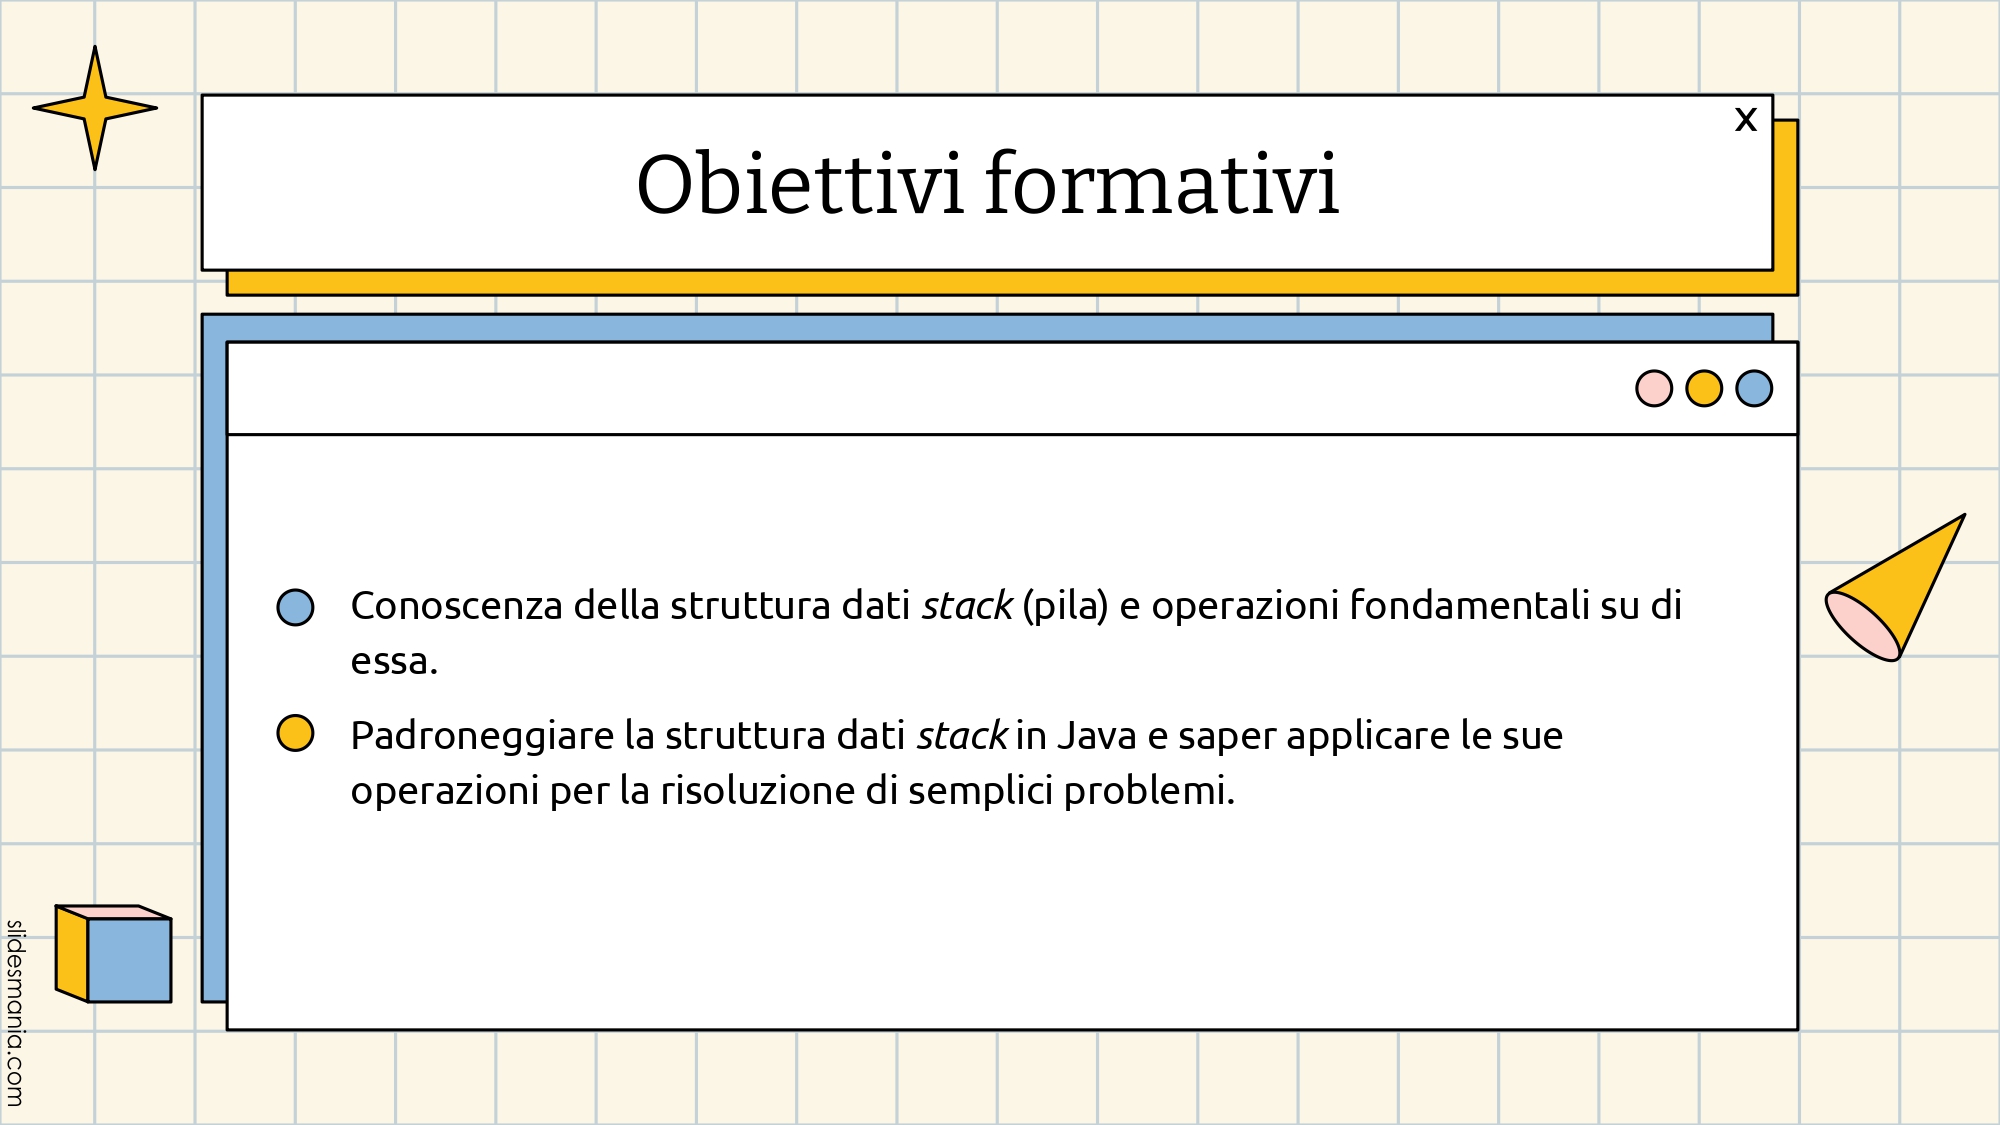 x
Obiettivi formativi
Conoscenza della struttura dati stack (pila) e operazioni fondamentali su di
essa.
Padroneggiare la struttura dati stack in Java e saper applicare le sue
operazioni per la risoluzione di semplici problemi.
slidesmania.com